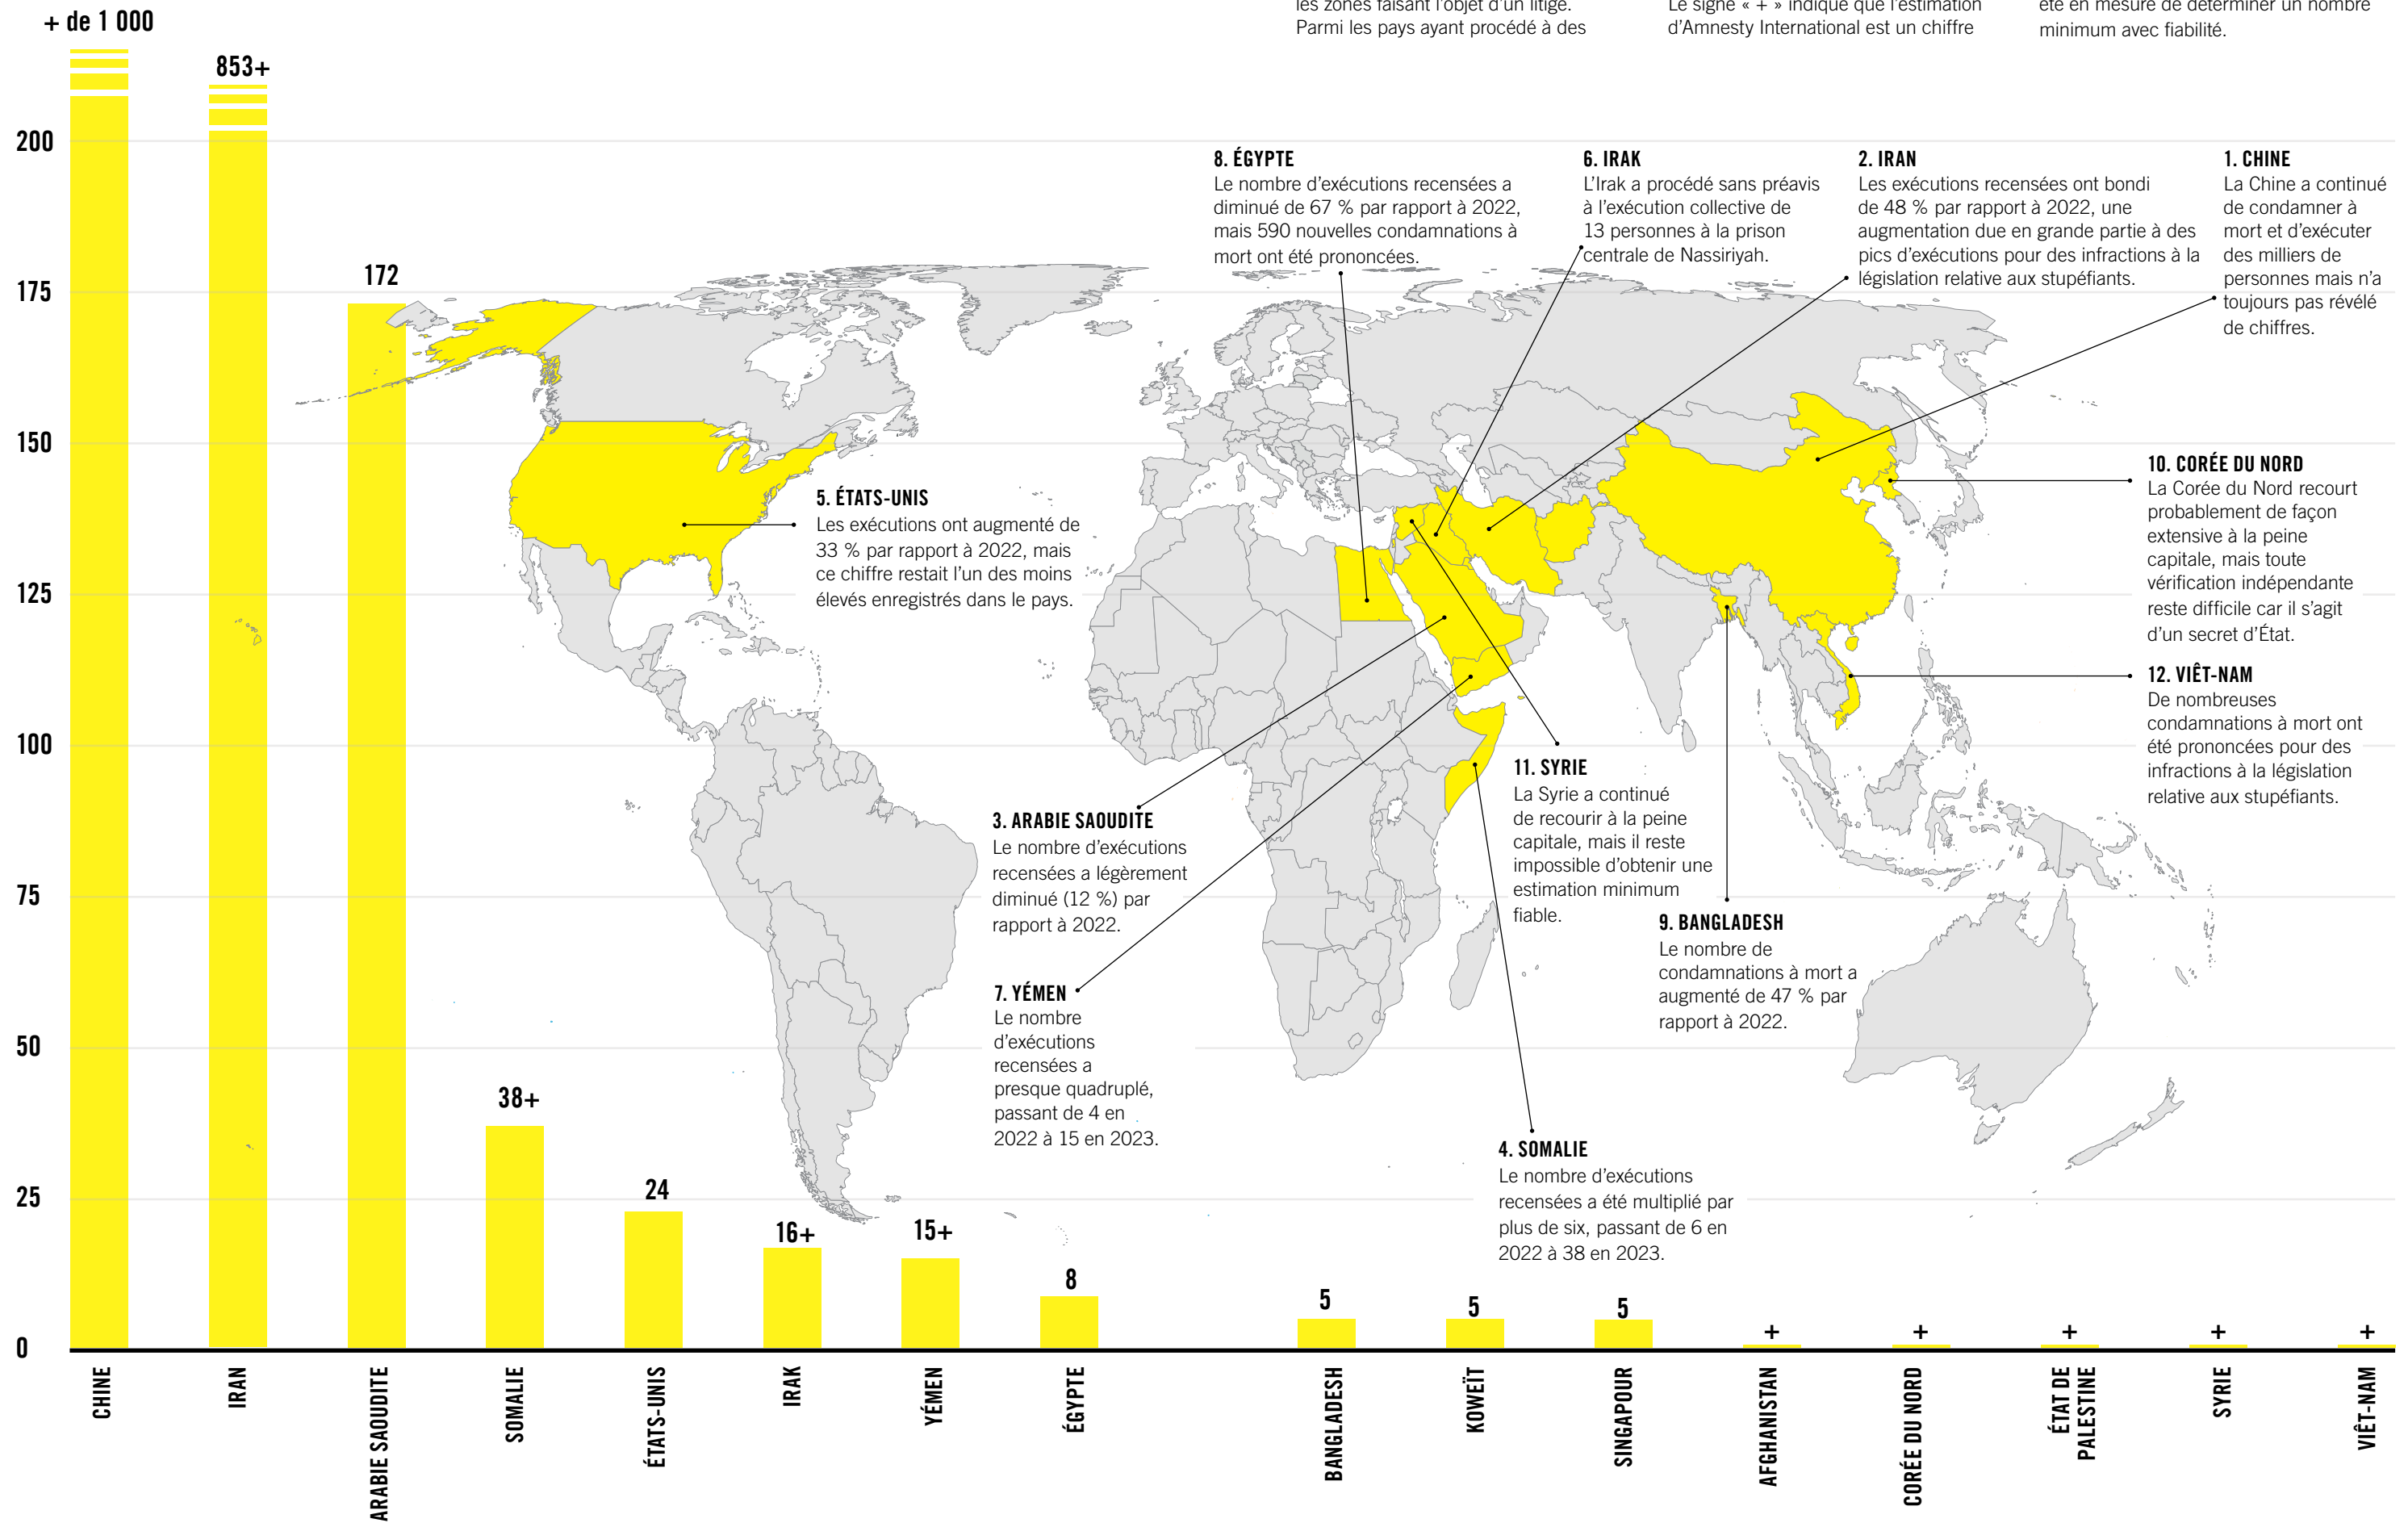 les zones faisant l'objet d'un litige.
Parmi les pays ayant procédé à des
Le signe « + » indique que l'estimation
d'Amnesty International est un chiffre
été en mesure de déterminer un nombre
minimum avec fiabilité.
+ de 1 000
853+
172
38+
24
16+
15+
8
5
5
5
+
+
+
+
+
200
175
150
125
100
75
50
25
0
8. ÉGYPTE
Le nombre d'exécutions recensées a
diminué de 67 % par rapport à 2022,
mais 590 nouvelles condamnations à
mort ont été prononcées.
6. IRAK
L'Irak a procédé sans préavis
à l'exécution collective de
13 personnes à la prison
centrale de Nassiriyah.
2. IRAN
Les exécutions recensées ont bondi
de 48 % par rapport à 2022, une
augmentation due en grande partie à des
pics d'exécutions pour des infractions à la
législation relative aux stupéfiants.
1. CHINE
La Chine a continué
de condamner à
mort et d'exécuter
des milliers de
personnes mais n'a
toujours pas révélé
de chiffres.
5. ÉTATS-UNIS
Les exécutions ont augmenté de
33 % par rapport à 2022, mais
ce chiffre restait l'un des moins
élevés enregistrés dans le pays.
10. CORÉE DU NORD
La Corée du Nord recourt
probablement de façon
extensive à la peine
capitale, mais toute
vérification indépendante
reste difficile car il s'agit
d'un secret d'État.
12. VIÊT-NAM
De nombreuses
condamnations à mort ont
été prononcées pour des
infractions à la législation
relative aux stupéfiants.
3. ARABIE SAOUDITE
Le nombre d'exécutions
recensées a légèrement
diminué (12 %) par
rapport à 2022.
11. SYRIE
La Syrie a continué
de recourir à la peine
capitale, mais il reste
impossible d'obtenir une
estimation minimum
fiable.
9. BANGLADESH
Le nombre de
condamnations à mort a
augmenté de 47 % par
rapport à 2022.
7. YÉMEN
Le nombre
d'exécutions
recensées a
presque quadruplé,
passant de 4 en
2022 à 15 en 2023.
4. SOMALIE
Le nombre d'exécutions
recensées a été multiplié par
plus de six, passant de 6 en
2022 à 38 en 2023.
CHINE
IRAN
ARABIE SAOUDITE
SOMALIE
ÉTATS-UNIS
IRAK
YÉMEN
ÉGYPTE
BANGLADESH
KOWEÏT
SINGAPOUR
AFGHANISTAN
CORÉE DU NORD
ÉTAT DE
PALESTINE
SYRIE
VIÊT-NAM